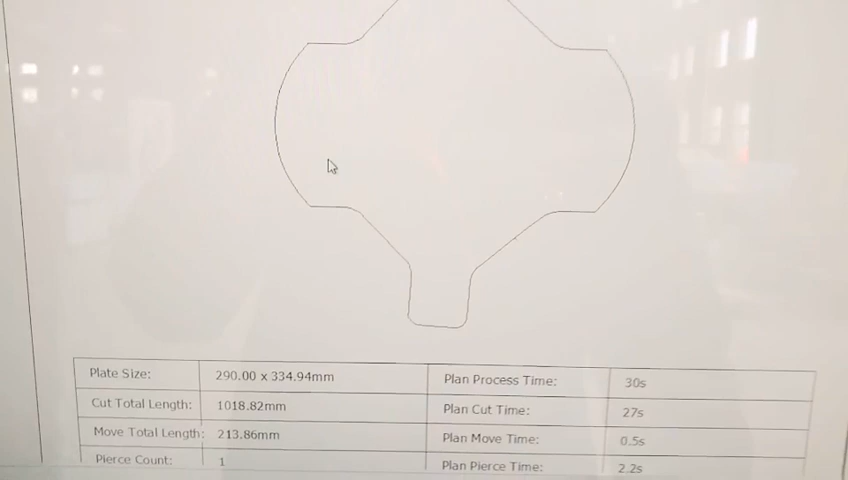 Plate Size: 290.00 x 334.94mm Plan Process Time: 30s
Cut Total Length: 1018.82mm Plan Cut Time: 27s
Move Total Length: 213.86mm Plan Move Time: 0.5s
Pierce Count: 1 Plan Pierce Time: 2.2s